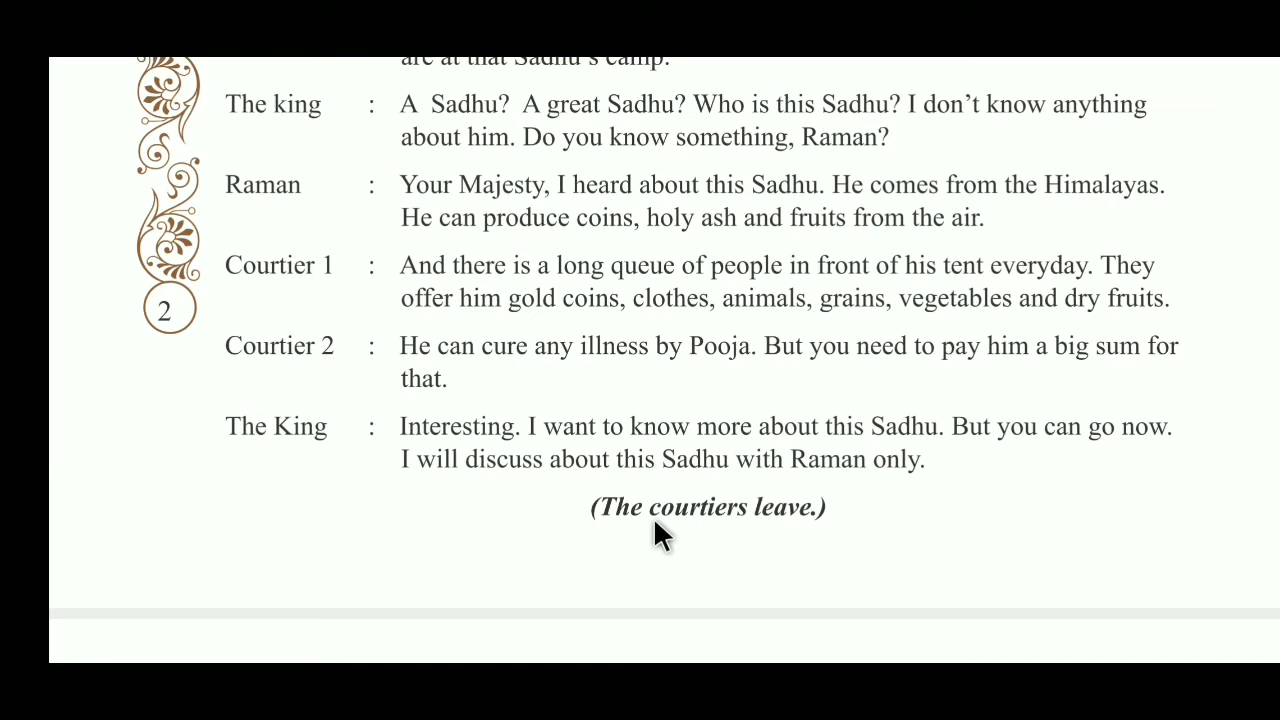 are at that Sadhu's camp.
The king : A Sadhu? A great Sadhu? Who is this Sadhu? I don't know anything
about him. Do you know something, Raman?
Raman : Your Majesty, I heard about this Sadhu. He comes from the Himalayas.
He can produce coins, holy ash and fruits from the air.
Courtier 1 : And there is a long queue of people in front of his tent everyday. They
offer him gold coins, clothes, animals, grains, vegetables and dry fruits.
2
Courtier 2 : He can cure any illness by Pooja. But you need to pay him a big sum for
that.
The King : Interesting. I want to know more about this Sadhu. But you can go now.
I will discuss about this Sadhu with Raman only.
(The courtiers leave.)